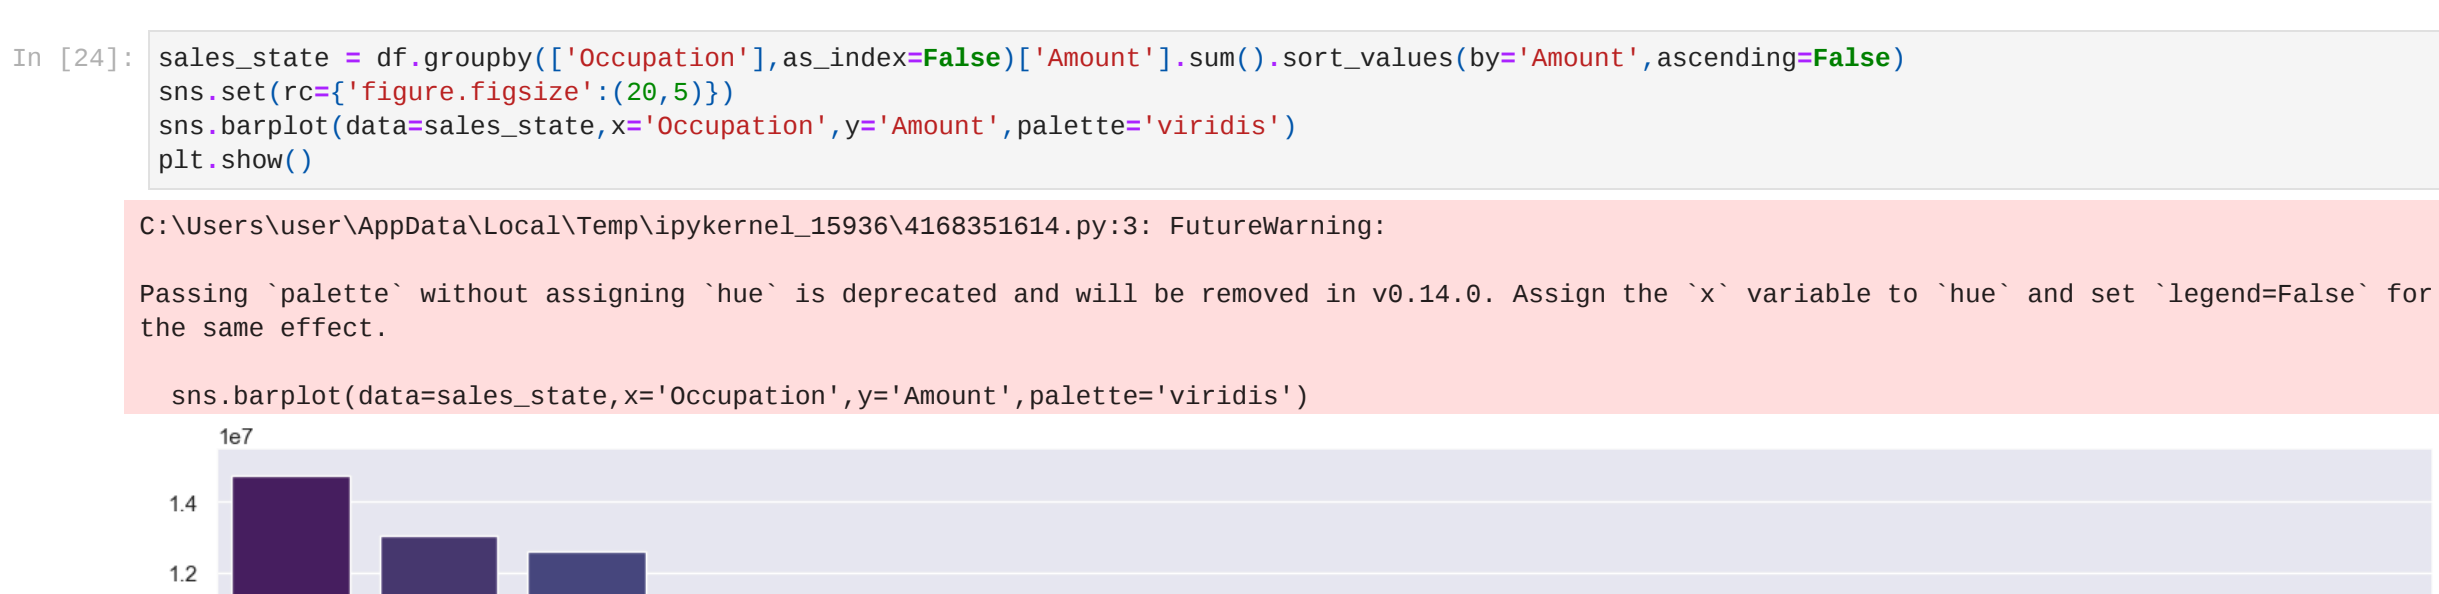 In [24]: sales_state = df.groupby(['Occupation'],as_index=False)['Amount'].sum().sort_values(by='Amount',ascending=False)
sns.set(rc={'figure.figsize':(20,5)})
sns.barplot(data=sales_state,x='Occupation',y='Amount',palette='viridis')
plt.show()
C:\Users\user\AppData\Local\Temp\ipykernel_15936\4168351614.py:3: FutureWarning:
Passing `palette` without assigning `hue` is deprecated and will be removed in v0.14.0. Assign the `x` variable to `hue` and set `legend=False` for
the same effect.
sns.barplot(data=sales_state,x='Occupation',y='Amount',palette='viridis')
1e7
1.4
1.2